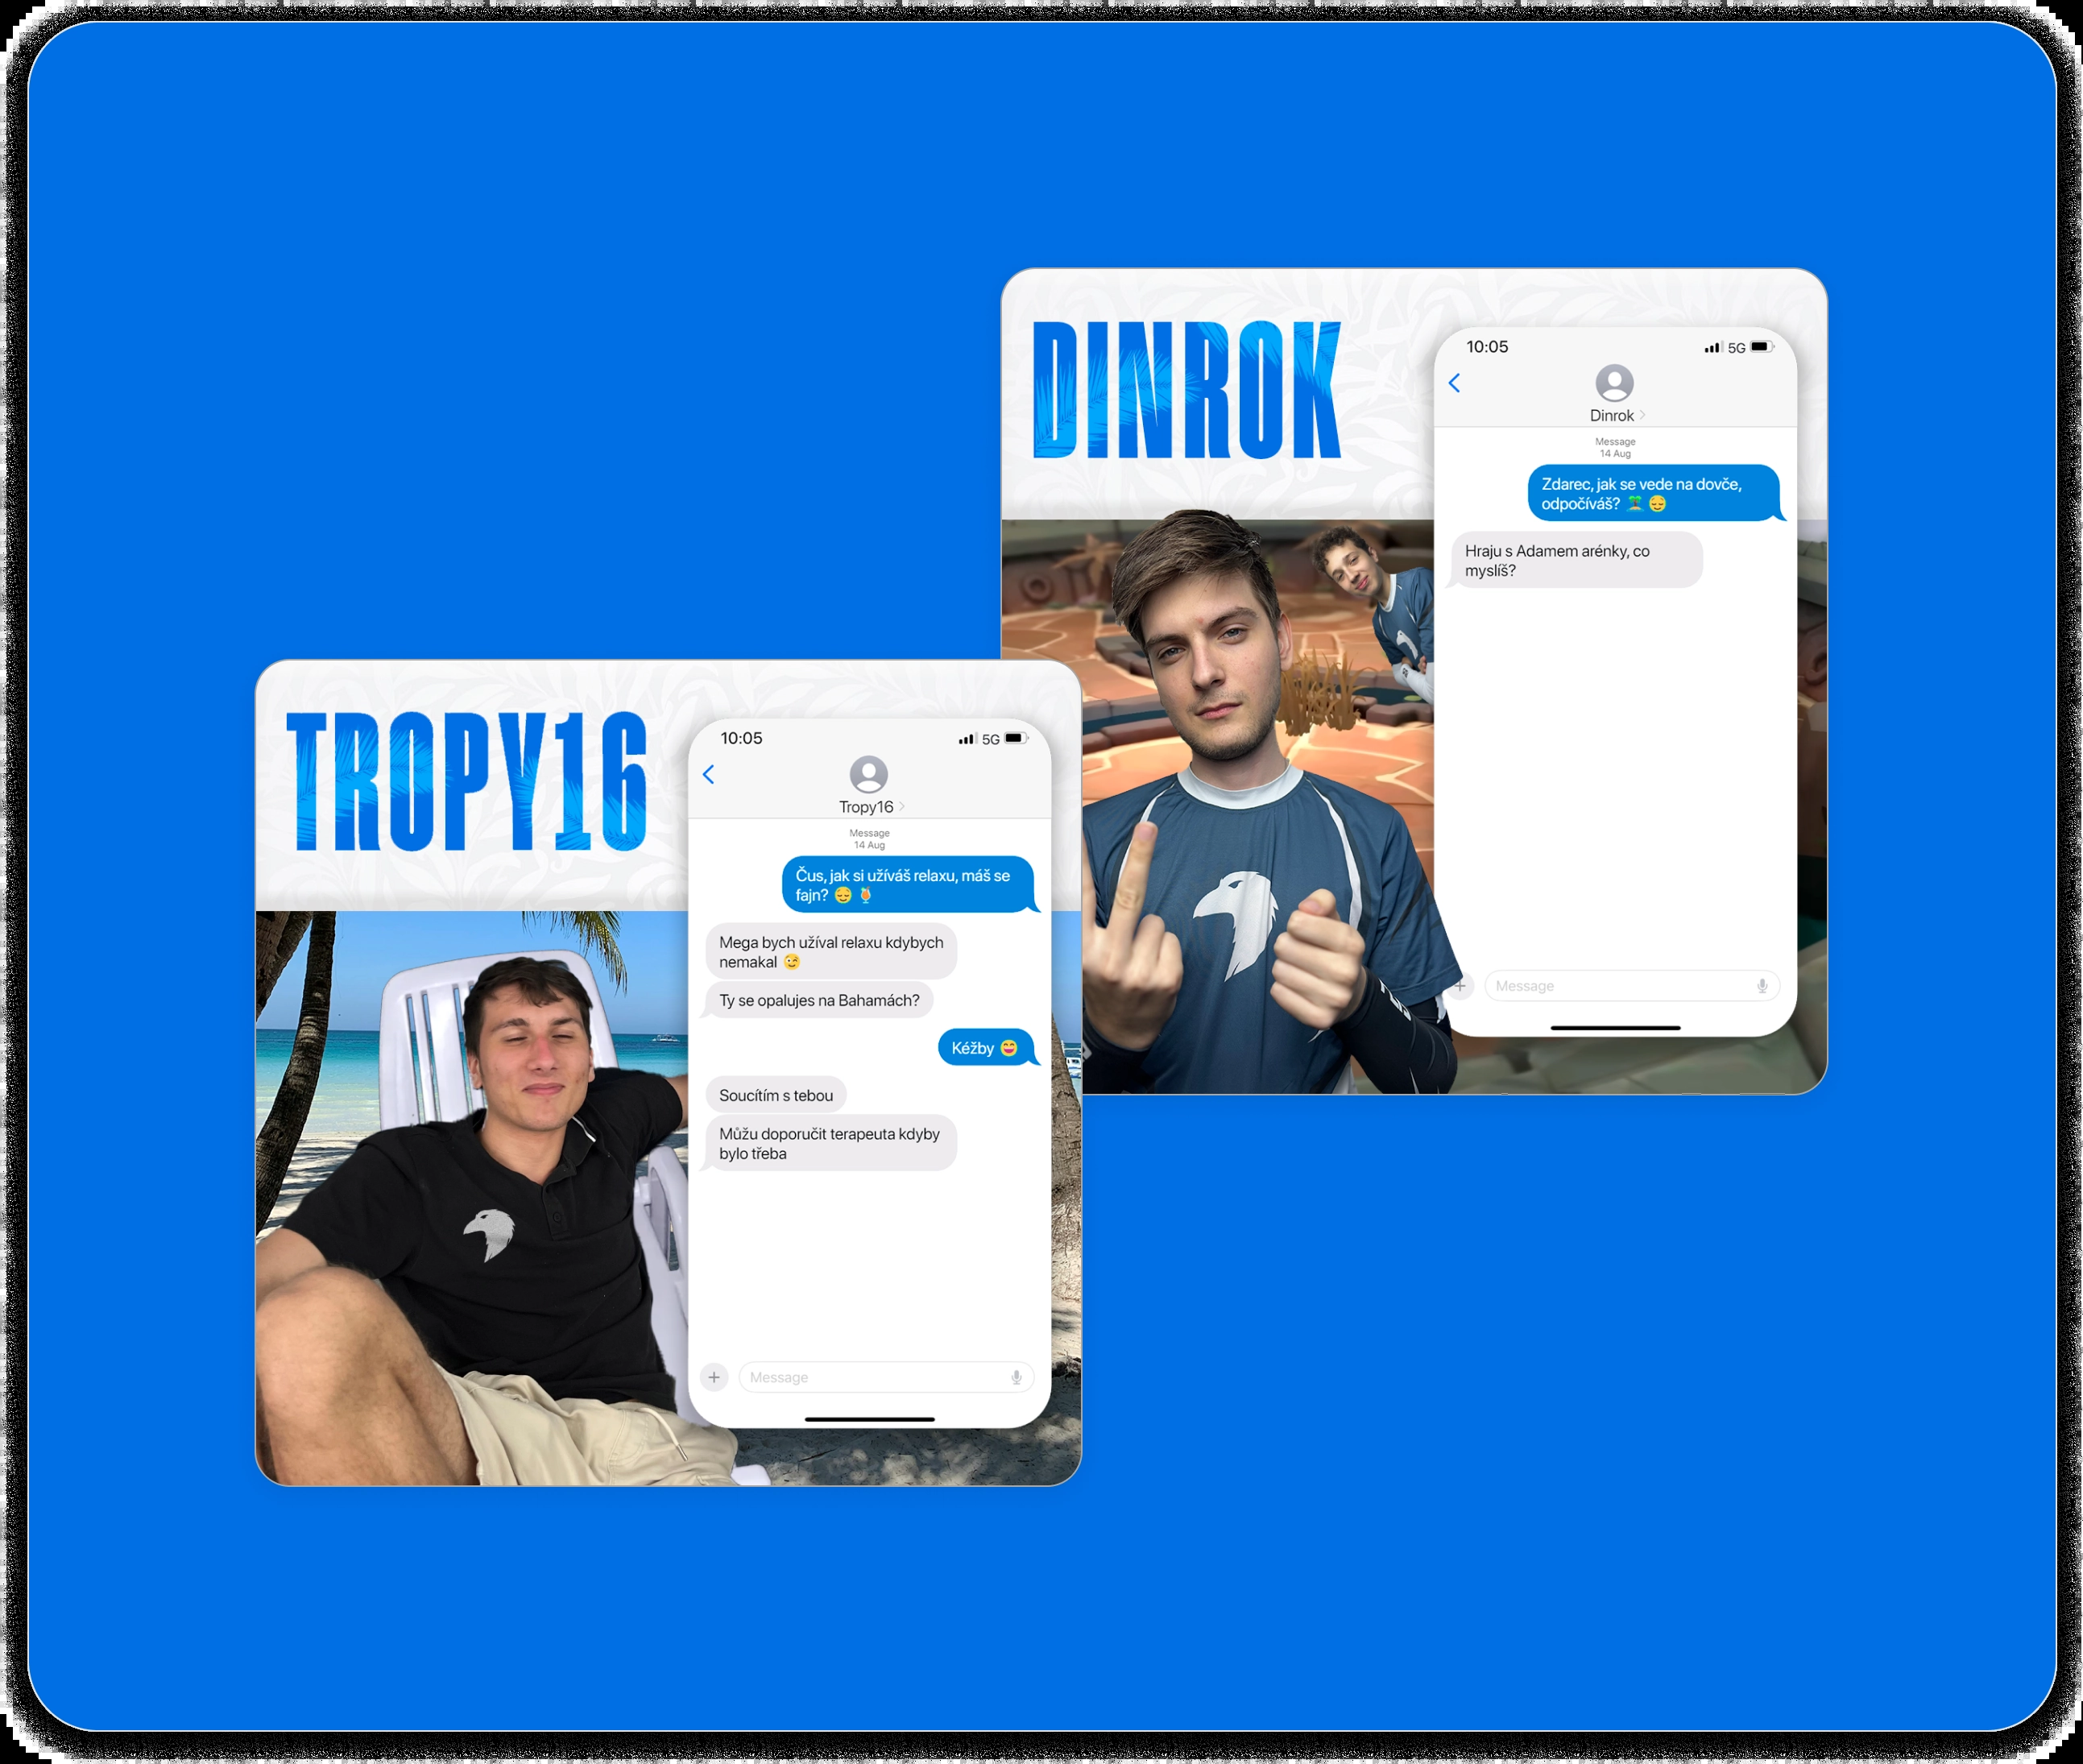 DINROK
10:05
5G
Dinrok
Message
14 Aug
Zdarec, jak se vede na dovče,
odpočíváš? 🏝️ 😌
Hraju s Adamem arénky, co
myslíš?
Message
TROPY16
10:05
5G
Tropy16
Message
14 Aug
Čus, jak si užíváš relaxu, máš se
fajn? 😌 🍹
Mega bych užíval relaxu kdybych
nemakal 😉
Ty se opalujes na Bahamách?
Kéžby 😄
Soucítím s tebou
Můžu doporučit terapeuta kdyby
bylo třeba
Message